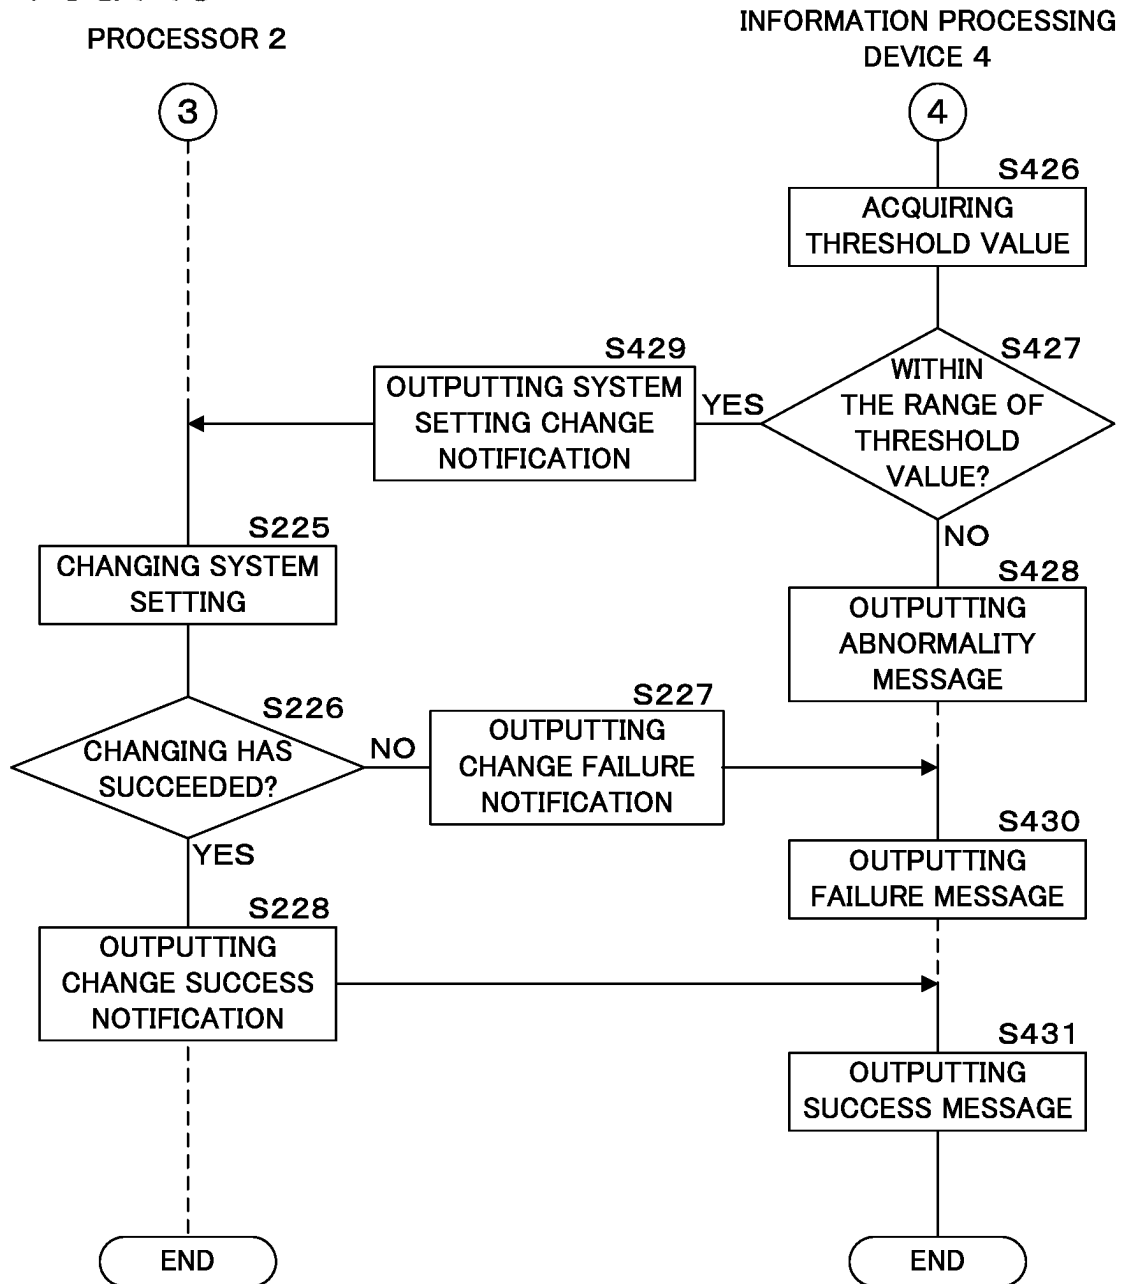 PROCESSOR 2
INFORMATION PROCESSING
DEVICE 4
3
4
S426
ACQUIRING
THRESHOLD VALUE
S427
WITHIN
THE RANGE OF
THRESHOLD
VALUE?
YES
NO
S429
OUTPUTTING SYSTEM
SETTING CHANGE
NOTIFICATION
S225
CHANGING SYSTEM
SETTING
S428
OUTPUTTING
ABNORMALITY
MESSAGE
S226
CHANGING HAS
SUCCEEDED?
NO
YES
S227
OUTPUTTING
CHANGE FAILURE
NOTIFICATION
S430
OUTPUTTING
FAILURE MESSAGE
S228
OUTPUTTING
CHANGE SUCCESS
NOTIFICATION
S431
OUTPUTTING
SUCCESS MESSAGE
END
END